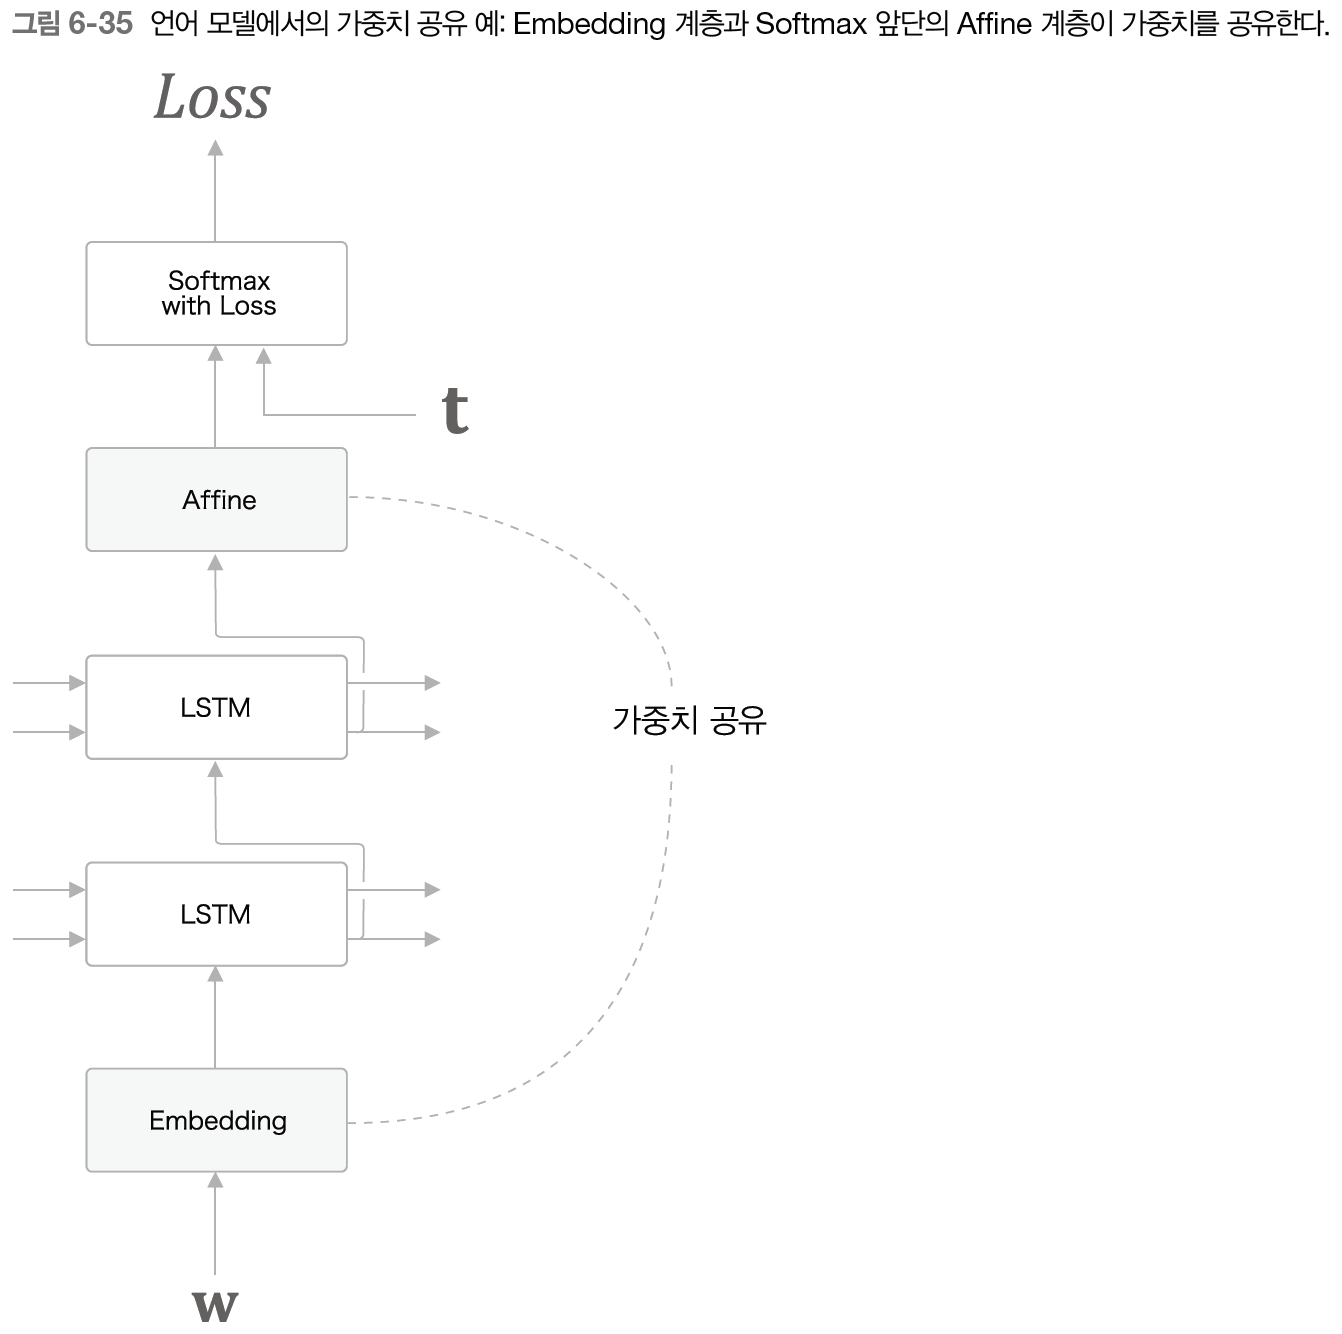 그림 6-35 언어 모델에서의 가중치 공유 예: Embedding 계층과 Softmax 앞단의 Affine 계층이 가중치를 공유한다.
Loss
Softmax
with Loss
t
Affine
LSTM
가중치 공유
LSTM
Embedding
w